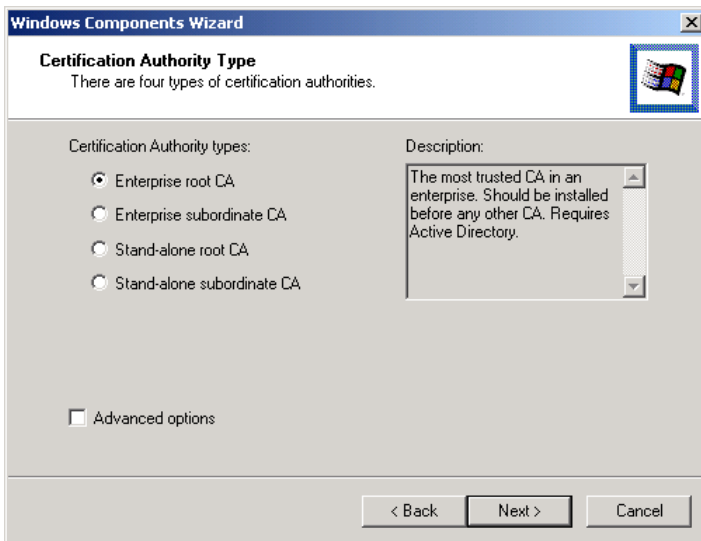 Windows Components Wizard
Certification Authority Type
There are four types of certification authorities.
Certification Authority types:
Enterprise root CA
Enterprise subordinate CA
Stand-alone root CA
Stand-alone subordinate CA
Description:
The most trusted CA in an
enterprise. Should be installed
before any other CA. Requires
Active Directory.
Advanced options
< Back
Next >
Cancel